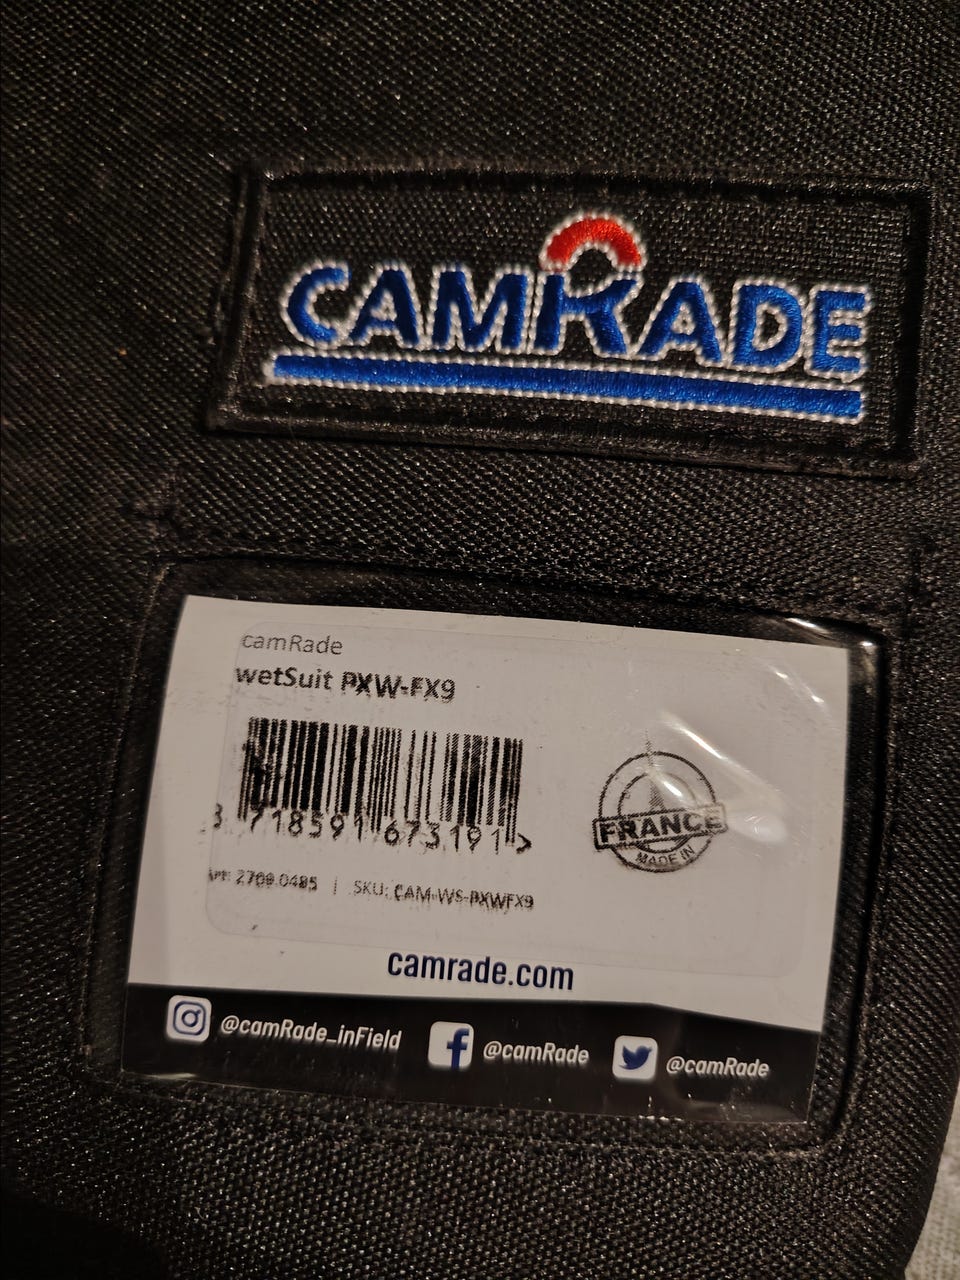 CAMRADE
camRade
wetSuit PXW-FX9
8 718591 673191 >
2709.0485 | SKU: CAM-WS-PXWFX9
FRANCE
MADE IN
camrade.com
@camRade_inField @camRade @camRade